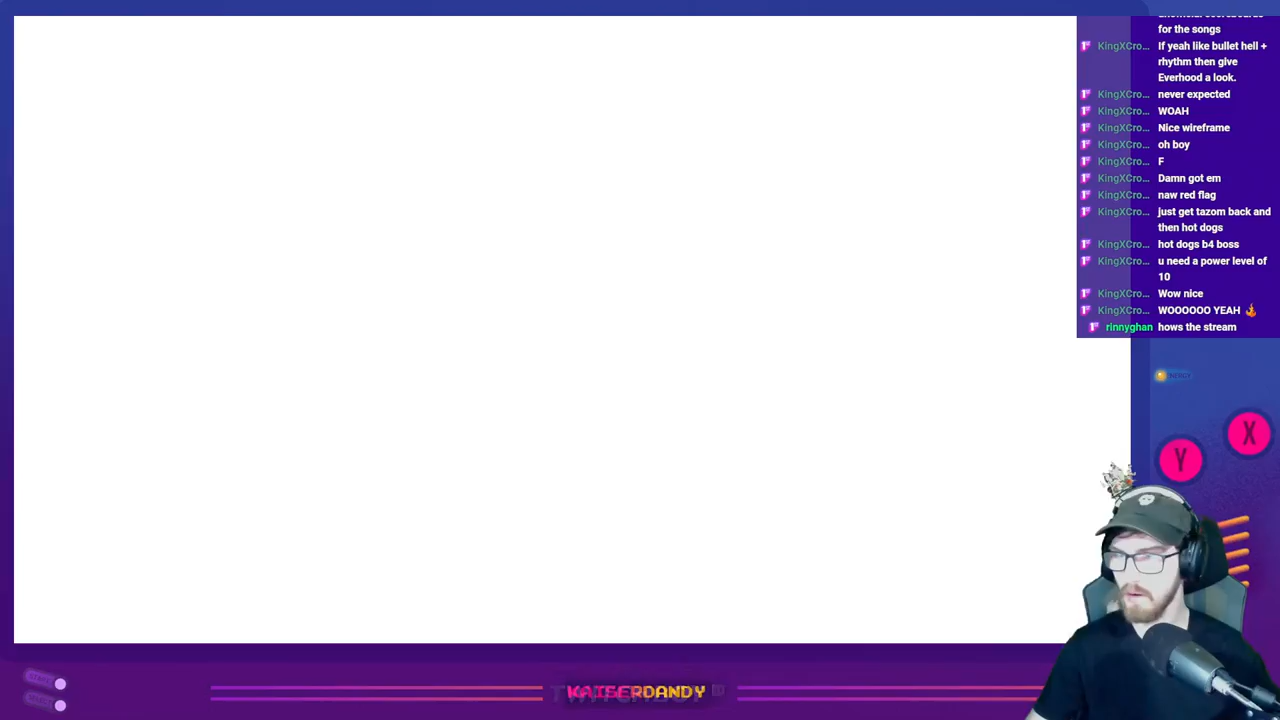 for the songs
KingXCro... If yeah like bullet hell +
rhythm then give
Everhood a look.
KingXCro... never expected
KingXCro... WOAH
KingXCro... Nice wireframe
KingXCro... oh boy
KingXCro... F
KingXCro... Damn got em
KingXCro... naw red flag
KingXCro... just get tazom back and
then hot dogs
KingXCro... hot dogs b4 boss
KingXCro... u need a power level of
10
KingXCro... Wow nice
KingXCro... WOOOOOO YEAH
rinnyghan hows the stream
X
Y
KAISERDANDY